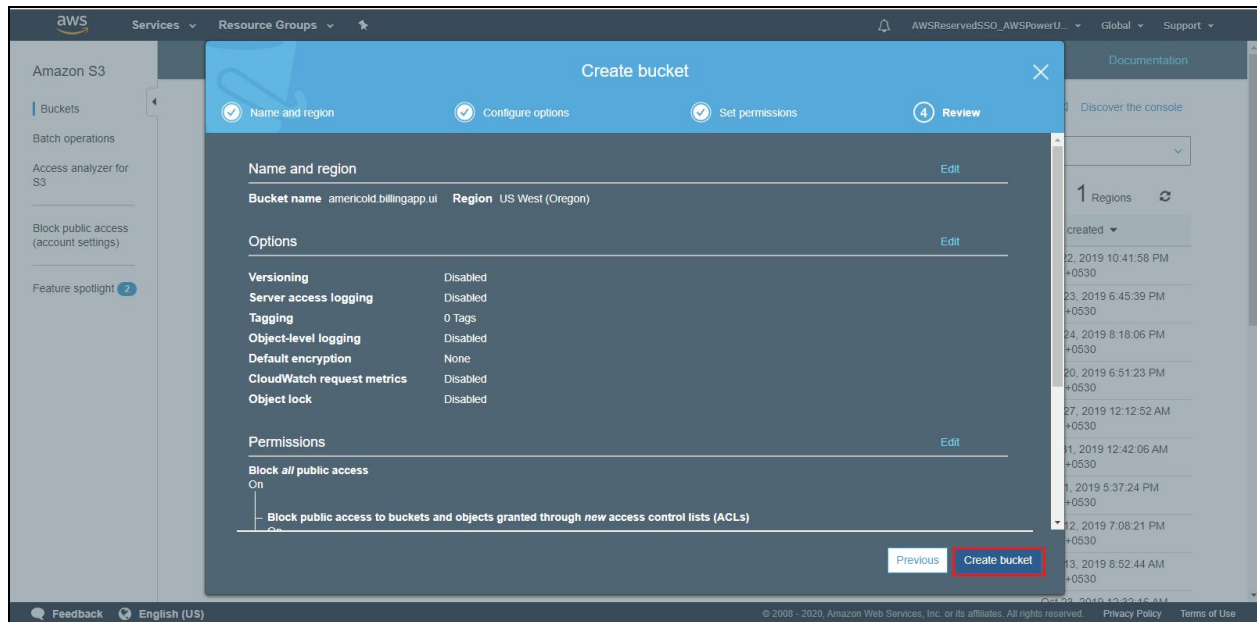 aws Services Resource Groups AWSReservedSSO_AWSPowerU... Global Support
Amazon S3
Buckets
Batch operations
Access analyzer for
S3
Block public access
(account settings)
Feature spotlight 2
Create bucket
Name and region Configure options Set permissions 4 Review
Name and region Edit
Bucket name americold.billingapp.ui Region US West (Oregon)
Options Edit
Versioning Disabled
Server access logging Disabled
Tagging 0 Tags
Object-level logging Disabled
Default encryption None
CloudWatch request metrics Disabled
Object lock Disabled
Permissions Edit
Block all public access
On
Block public access to buckets and objects granted through new access control lists (ACLs)
On
Previous Create bucket
Documentation
Discover the console
1 Regions
created
22, 2019 10:41:58 PM
+0530
23, 2019 6:45:39 PM
+0530
24, 2019 8:18:06 PM
+0530
20, 2019 6:51:23 PM
+0530
27, 2019 12:12:52 AM
+0530
31, 2019 12:42:06 AM
+0530
1, 2019 5:37:24 PM
+0530
12, 2019 7:08:21 PM
+0530
13, 2019 8:52:44 AM
+0530
Feedback English (US) © 2008 - 2020, Amazon Web Services, Inc. or its affiliates. All rights reserved. Privacy Policy Terms of Use